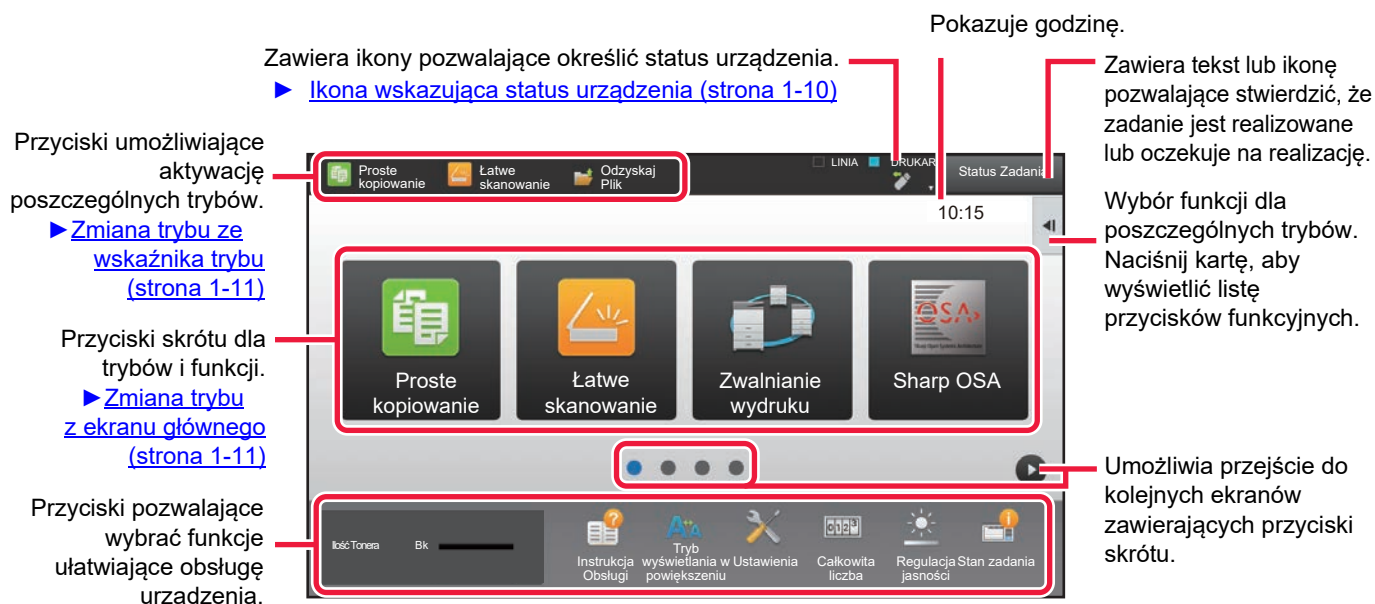 Pokazuje godzinę.
Zawiera ikony pozwalające określić status urządzenia.
► Ikona wskazująca status urządzenia (strona 1-10)
Zawiera tekst lub ikonę
pozwalające stwierdzić, że
zadanie jest realizowane
lub oczekuje na realizację.
Przyciski umożliwiające
aktywację
poszczególnych trybów.
►Zmiana trybu ze
wskaźnika trybu
(strona 1-11)
Proste
kopiowanie
Łatwe
skanowanie
Odzyskaj
Plik
LINIA
DRUKAR
Status Zadania
10:15
Wybór funkcji dla
poszczególnych trybów.
Naciśnij kartę, aby
wyświetlić listę
przycisków funkcyjnych.
Przyciski skrótu dla
trybów i funkcji.
►Zmiana trybu
z ekranu głównego
(strona 1-11)
Proste
kopiowanie
Łatwe
skanowanie
Zwalnianie
wydruku
OSA
Sharp Open Systems Architecture
Sharp OSA
Umożliwia przejście do
kolejnych ekranów
zawierających przyciski
skrótu.
Przyciski pozwalające
wybrać funkcje
ułatwiające obsługę
urzadzenia.
Ilość Tonera
Bk
Instrukcja
Obsługi
Tryb
wyświetlania w
powiększeniu
Ustawienia
Całkowita
liczba
Regulacja
jasności
Stan zadania